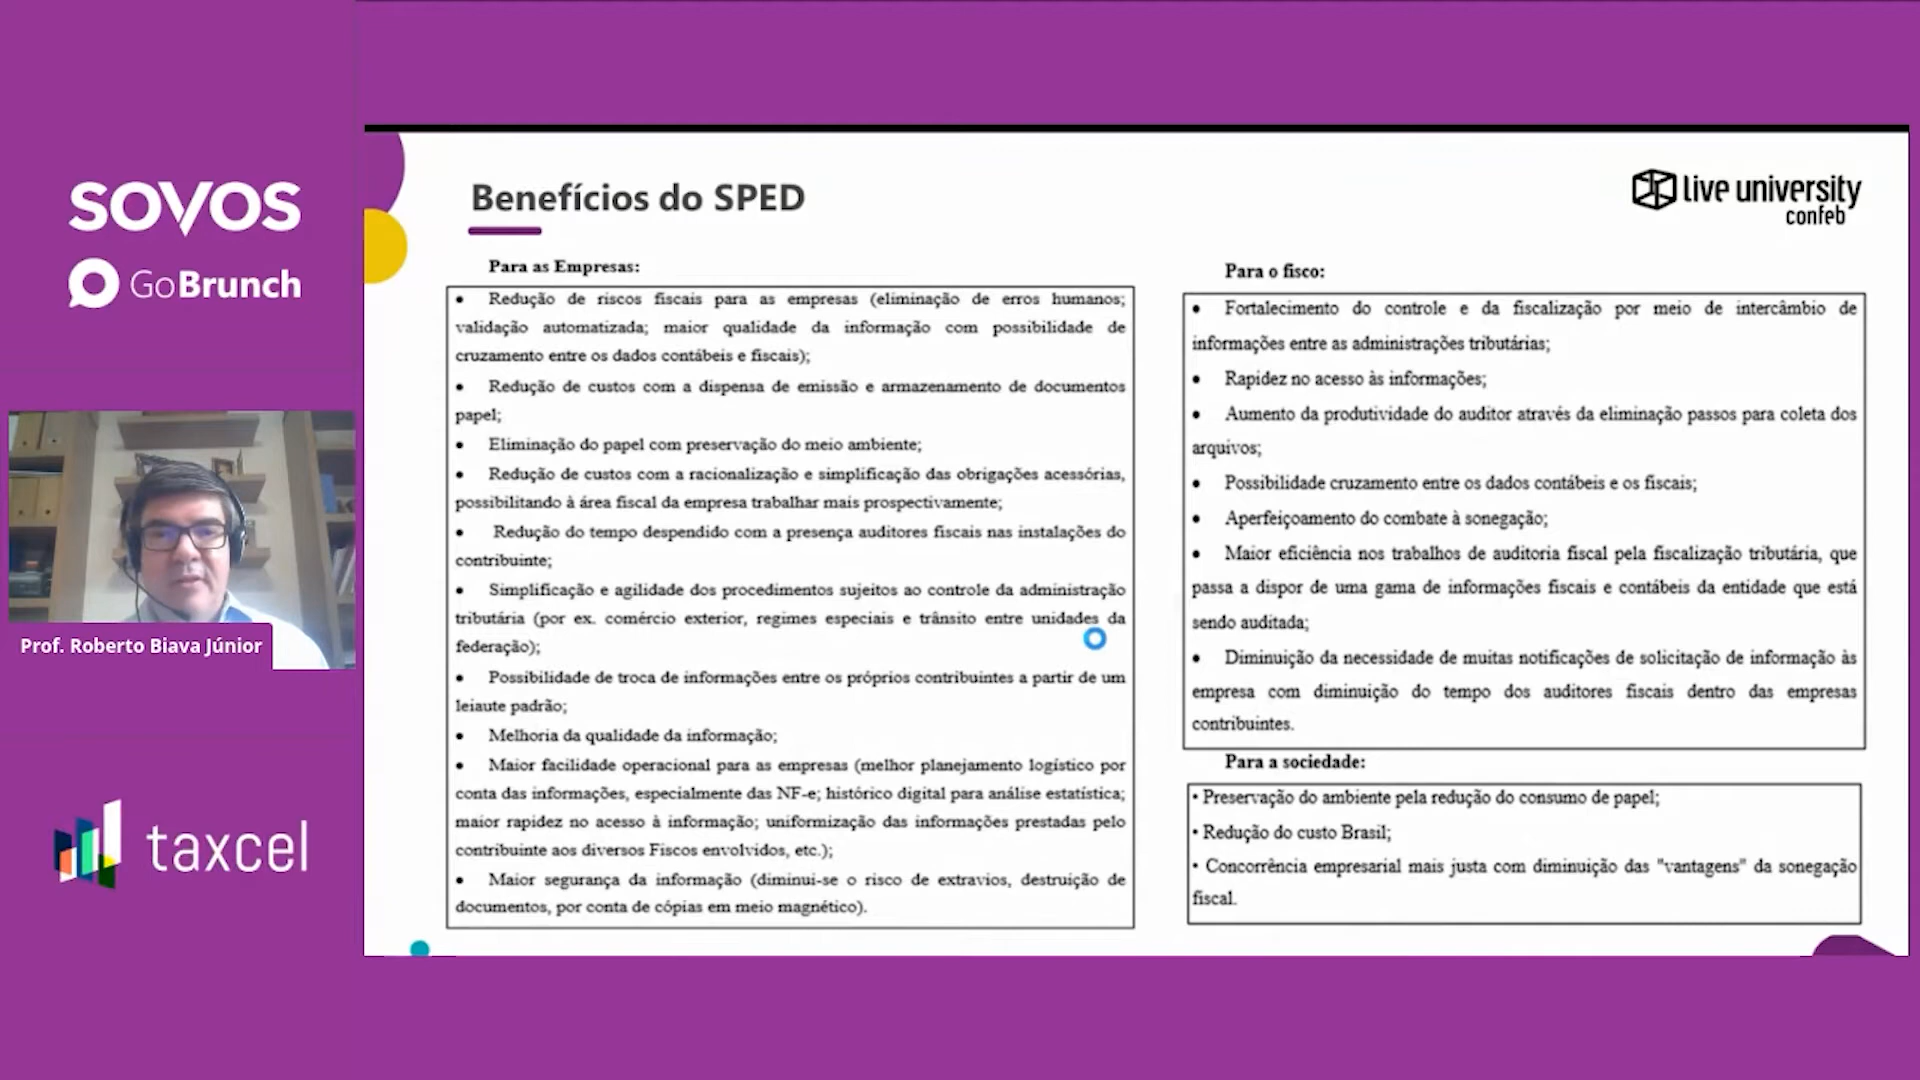 SOVOS
GoBrunch
Prof. Roberto Biava Júnior
taxcel
Benefícios do SPED
live university
confeb
Para as Empresas:
• Redução de riscos fiscais para as empresas (eliminação de erros humanos;
validação automatizada; maior qualidade da informação com possibilidade de
cruzamento entre os dados contábeis e fiscais);
• Redução de custos com a dispensa de emissão e armazenamento de documentos
papel;
• Eliminação do papel com preservação do meio ambiente;
• Redução de custos com a racionalização e simplificação das obrigações acessórias,
possibilitando à área fiscal da empresa trabalhar mais prospectivamente;
• Redução do tempo despendido com a presença auditores fiscais nas instalações do
contribuinte;
• Simplificação e agilidade dos procedimentos sujeitos ao controle da administração
tributária (por ex. comércio exterior, regimes especiais e trânsito entre unidades da
federação);
• Possibilidade de troca de informações entre os próprios contribuintes a partir de um
leiaute padrão;
• Melhoria da qualidade da informação;
• Maior facilidade operacional para as empresas (melhor planejamento logístico por
conta das informações, especialmente das NF-e; histórico digital para análise estatística;
maior rapidez no acesso à informação; uniformização das informações prestadas pelo
contribuinte aos diversos Fiscos envolvidos, etc.);
• Maior segurança da informação (diminui-se o risco de extravios, destruição de
documentos, por conta de cópias em meio magnético).
Para o fisco:
• Fortalecimento do controle e da fiscalização por meio de intercâmbio de
informações entre as administrações tributárias;
• Rapidez no acesso às informações;
• Aumento da produtividade do auditor através da eliminação passos para coleta dos
arquivos;
• Possibilidade cruzamento entre os dados contábeis e os fiscais;
• Aperfeiçoamento do combate à sonegação;
• Maior eficiência nos trabalhos de auditoria fiscal pela fiscalização tributária, que
passa a dispor de uma gama de informações fiscais e contábeis da entidade que está
sendo auditada;
• Diminuição da necessidade de muitas notificações de solicitação de informação às
empresa com diminuição do tempo dos auditores fiscais dentro das empresas
contribuintes.
Para a sociedade:
• Preservação do ambiente pela redução do consumo de papel;
• Redução do custo Brasil;
• Concorrência empresarial mais justa com diminuição das "vantagens" da sonegação
fiscal.